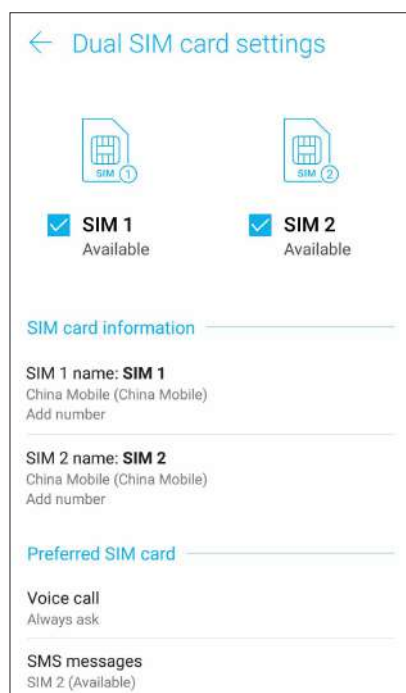 Dual SIM card settings
SIM 1
SIM 2
SIM 1
SIM 2
Available
Available
SIM card information
SIM 1 name: SIM 1
China Mobile (China Mobile)
Add number
SIM 2 name: SIM 2
China Mobile (China Mobile)
Add number
Preferred SIM card
Voice call
Always ask
SMS messages
SIM 2 (Available)